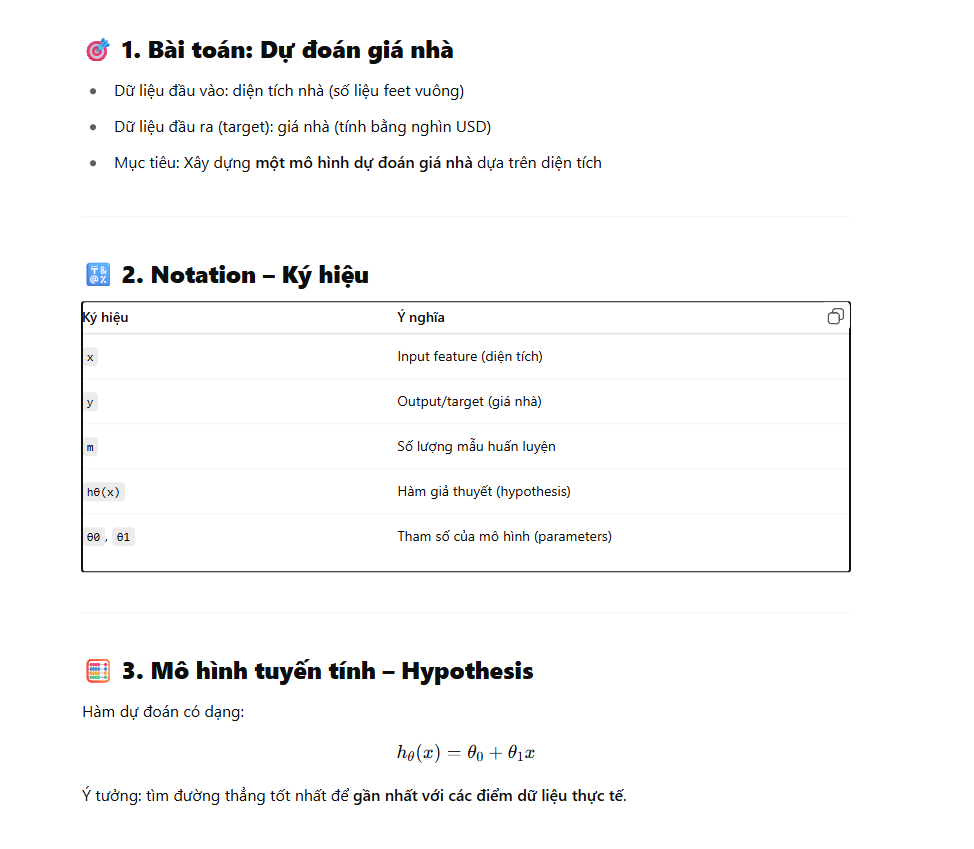 🎯 1. Bài toán: Dự đoán giá nhà
• Dữ liệu đầu vào: diện tích nhà (số liệu feet vuông)
• Dữ liệu đầu ra (target): giá nhà (tính bằng nghìn USD)
• Mục tiêu: Xây dựng một mô hình dự đoán giá nhà dựa trên diện tích
🔣 2. Notation – Ký hiệu
Ký hiệu Ý nghĩa
x Input feature (diện tích)
y Output/target (giá nhà)
m Số lượng mẫu huấn luyện
hθ(x) Hàm giả thuyết (hypothesis)
θ0, θ1 Tham số của mô hình (parameters)
🧮 3. Mô hình tuyến tính – Hypothesis
Hàm dự đoán có dạng:
hθ(x) = θ0 + θ1x
Ý tưởng: tìm đường thẳng tốt nhất để gần nhất với các điểm dữ liệu thực tế.